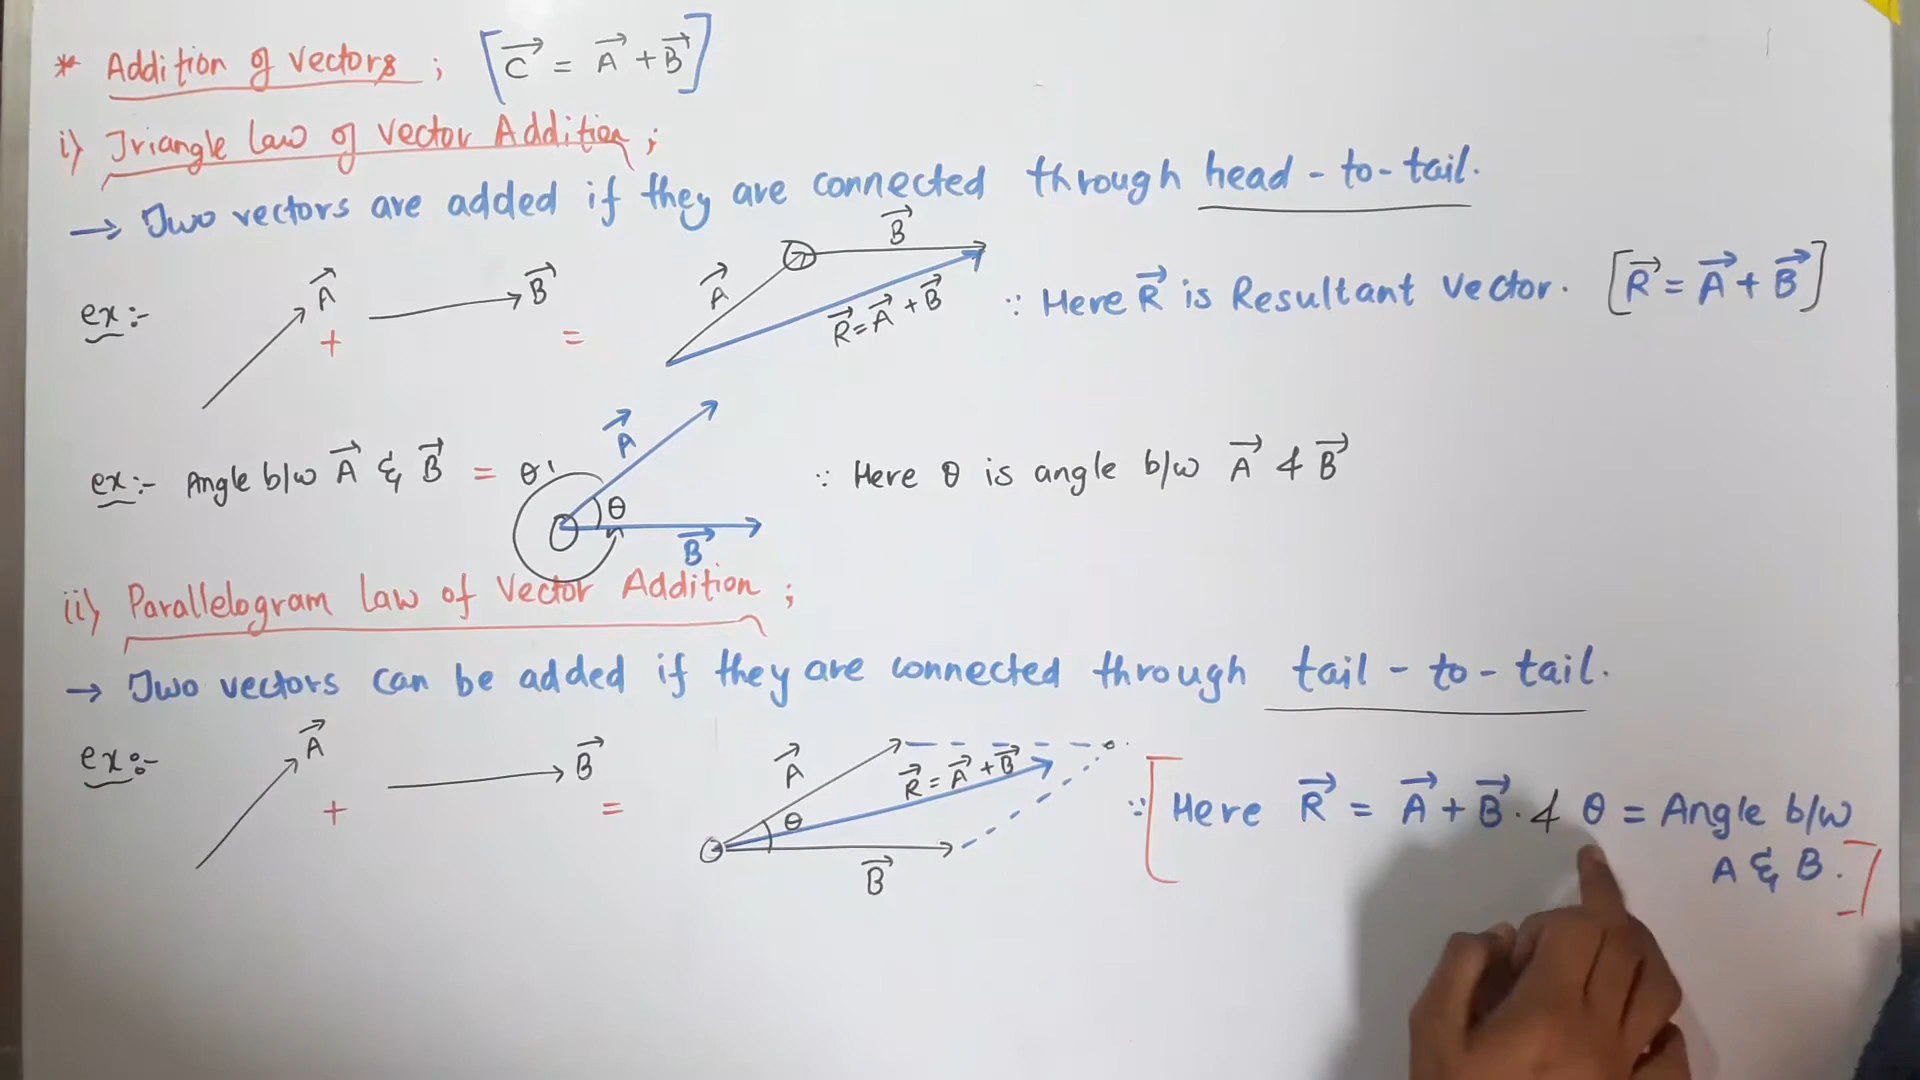 * Addition of vectors ; [C⃗ = A⃗ + B⃗]
i) Triangle law of vector Addition ;
→ Two vectors are added if they are connected through head-to-tail.
ex:- A⃗ + B⃗ = A⃗ B⃗ R⃗ = A⃗ + B⃗ ∵ Here R⃗ is Resultant vector. [R⃗ = A⃗ + B⃗]
ex:- Angle b/w A⃗ & B⃗ = θ' A⃗ θ B⃗ ∵ Here θ is angle b/w A⃗ & B⃗
ii) Parallelogram law of Vector Addition ;
→ Two vectors can be added if they are connected through tail-to-tail.
ex:- A⃗ + B⃗ = A⃗ θ B⃗ R⃗ = A⃗ + B⃗ ∵ [Here R⃗ = A⃗ + B⃗. & θ = Angle b/w
A & B.]